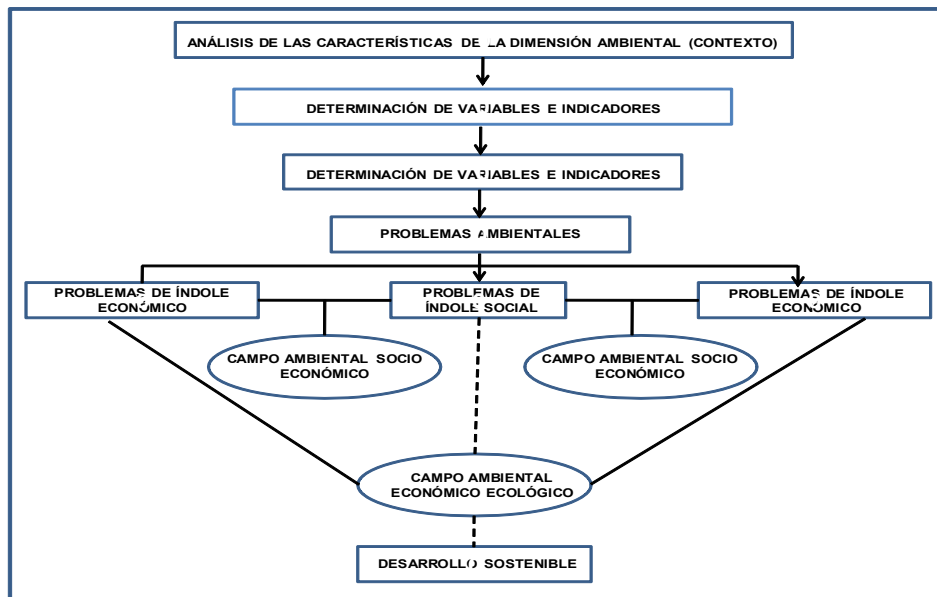 ANÁLISIS DE LAS CARACTERÍSTICAS DE LA DIMENSIÓN AMBIENTAL (CONTEXTO)
DETERMINACIÓN DE VARIABLES E INDICADORES
DETERMINACIÓN DE VARIABLES E INDICADORES
PROBLEMAS AMBIENTALES
PROBLEMAS DE ÍNDOLE
ECONÓMICO
PROBLEMAS DE
ÍNDOLE SOCIAL
PROBLEMAS DE ÍNDOLE
ECONÓMICO
CAMPO AMBIENTAL SOCIO
ECONÓMICO
CAMPO AMBIENTAL SOCIO
ECONÓMICO
CAMPO AMBIENTAL
ECONÓMICO ECOLÓGICO
DESARROLLO SOSTENIBLE